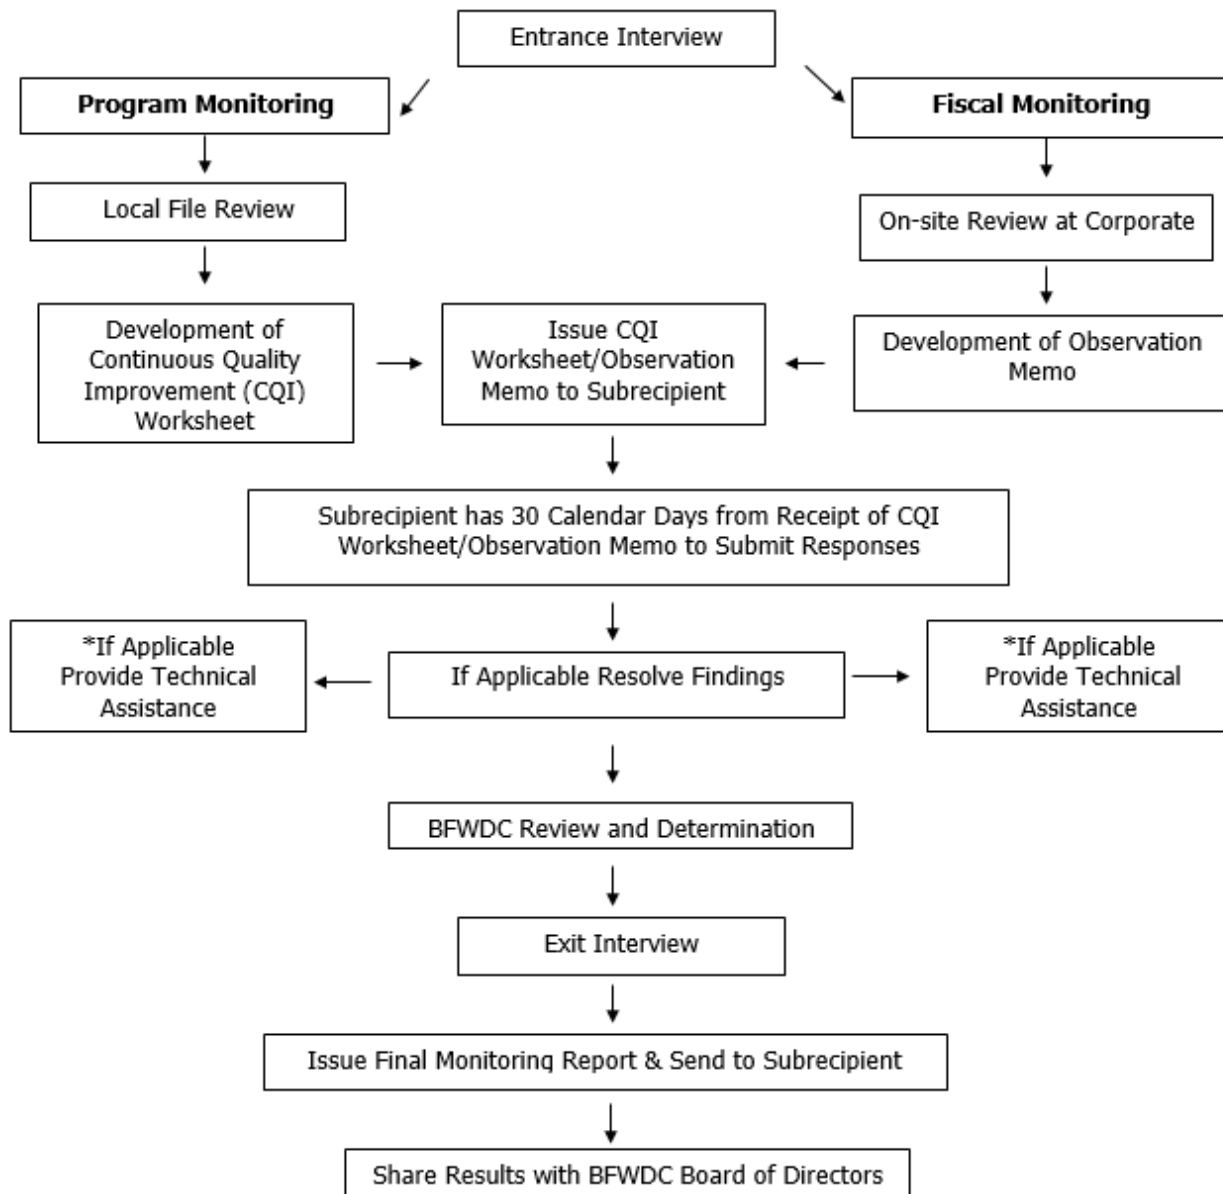 Entrance Interview
Program Monitoring
Fiscal Monitoring
Local File Review
On-site Review at Corporate
Development of
Continuous Quality
Improvement (CQI)
Worksheet
Issue CQI
Worksheet/Observation
Memo to Subrecipient
Development of Observation
Memo
Subrecipient has 30 Calendar Days from Receipt of CQI
Worksheet/Observation Memo to Submit Responses
*If Applicable
Provide Technical
Assistance
If Applicable Resolve Findings
*If Applicable
Provide Technical
Assistance
BFWDC Review and Determination
Exit Interview
Issue Final Monitoring Report & Send to Subrecipient
Share Results with BFWDC Board of Directors